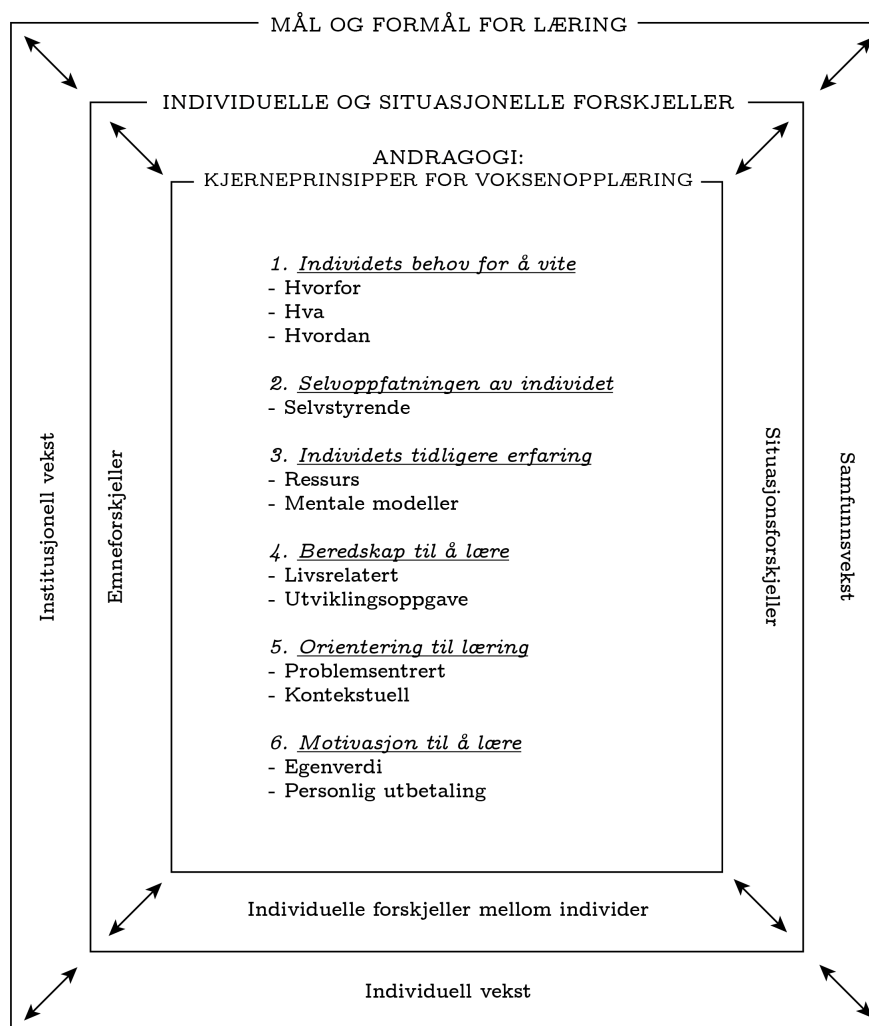 MÅL OG FORMÅL FOR LÆRING
INDIVIDUELLE OG SITUASJONELLE FORSKJELLER
ANDRAGOGI:
KJERNEPRINSIPPER FOR VOKSENOPPLÆRING
1. Individets behov for å vite
- Hvorfor
- Hva
- Hvordan
2. Selvoppfatningen av individet
- Selvstyrende
3. Individets tidligere erfaring
- Ressurs
- Mentale modeller
4. Beredskap til å lære
- Livsrelatert
- Utviklingsoppgave
5. Orientering til læring
- Problemsentrert
- Kontekstuell
6. Motivasjon til å lære
- Egenverdi
- Personlig utbetaling
Institusjonell vekst
Emneforskjeller
Situasjonsforskjeller
Samfunnsvekst
Individuelle forskjeller mellom individer
Individuell vekst